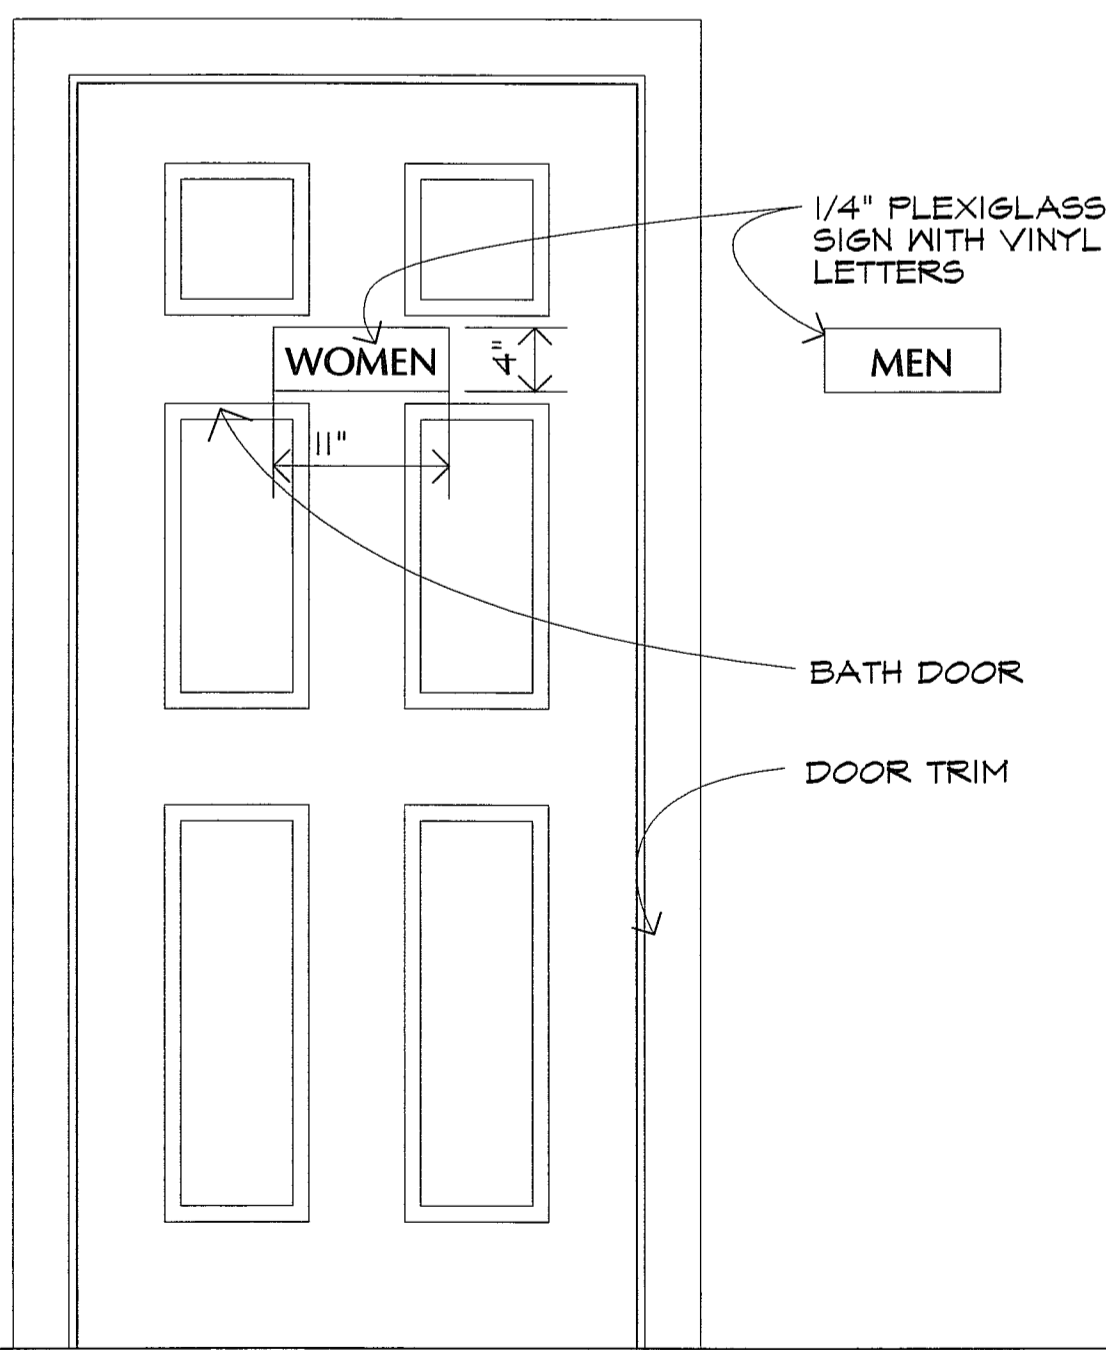 1/4" PLEXIGLASS
SIGN WITH VINYL
LETTERS
WOMEN
4"
MEN
11"
BATH DOOR
DOOR TRIM